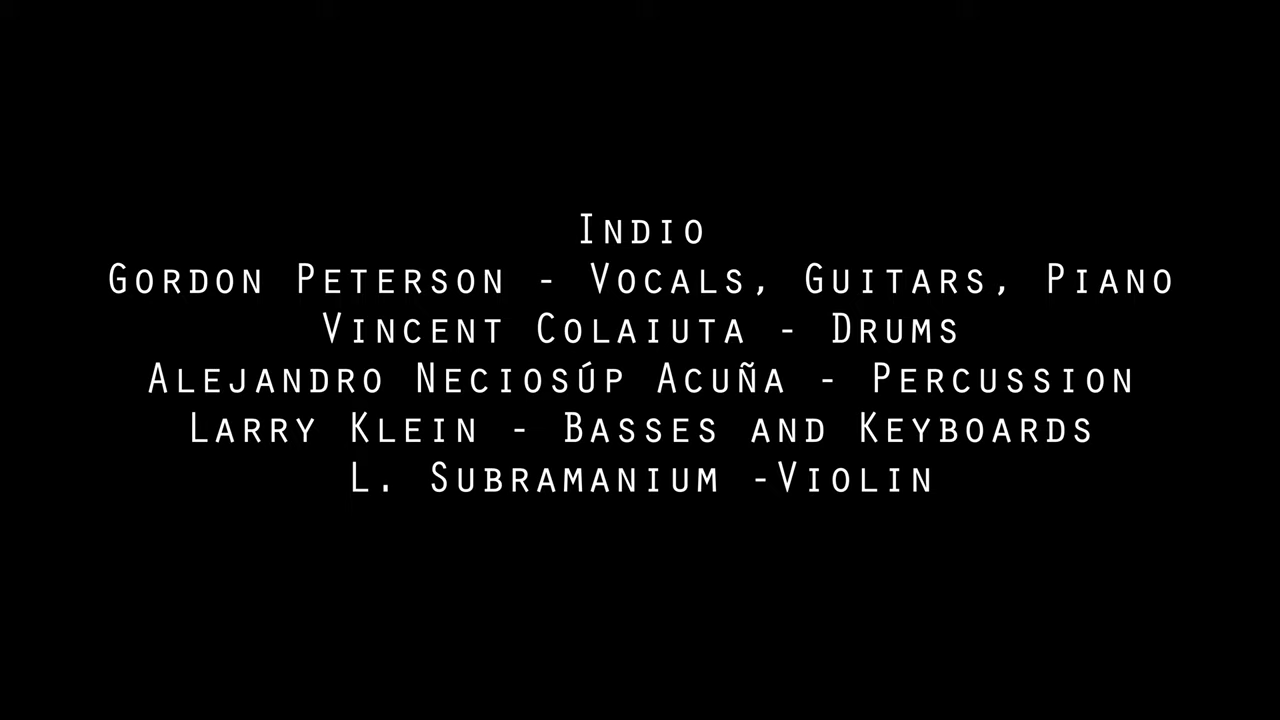 Indio
Gordon Peterson - Vocals, Guitars, Piano
Vincent Colaiuta - Drums
Alejandro Neciosúp Acuña - Percussion
Larry Klein - Basses and Keyboards
L. Subramanium -Violin